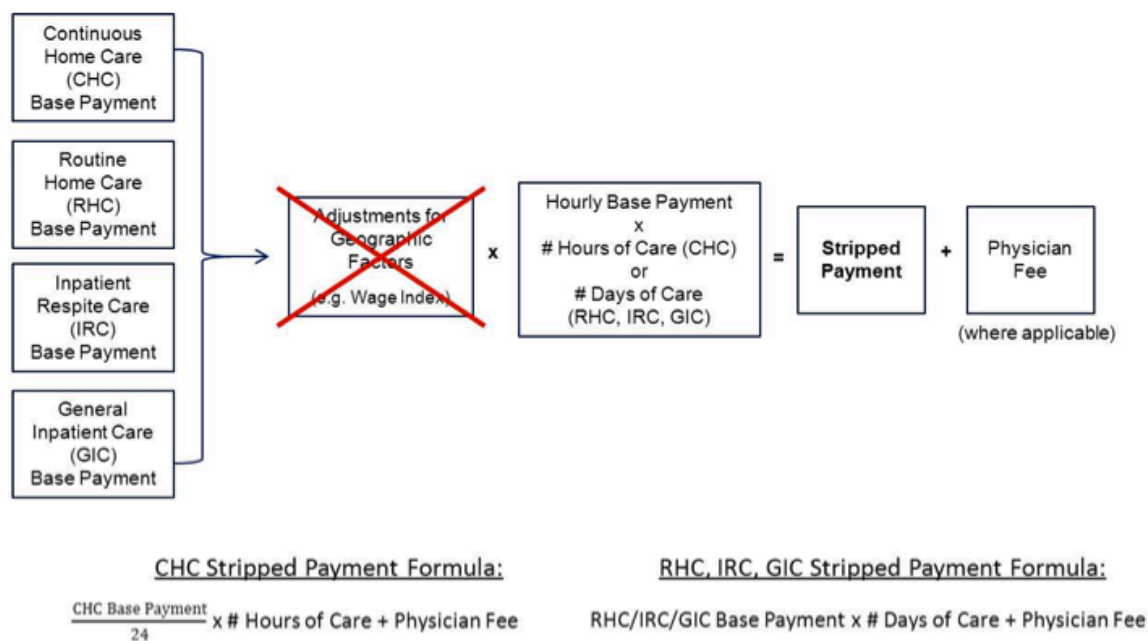 Continuous
Home Care
(CHC)
Base Payment
Routine
Home Care
(RHC)
Base Payment
Inpatient
Respite Care
(IRC)
Base Payment
General
Inpatient Care
(GIC)
Base Payment
Adjustments for
Geographic
Factors
(e.g. Wage Index)
x
Hourly Base Payment
x
# Hours of Care (CHC)
or
# Days of Care
(RHC, IRC, GIC)
=
Stripped
Payment
+
Physician
Fee
(where applicable)
CHC Stripped Payment Formula:
CHC Base Payment
24
x # Hours of Care + Physician Fee
RHC, IRC, GIC Stripped Payment Formula:
RHC/IRC/GIC Base Payment x # Days of Care + Physician Fee